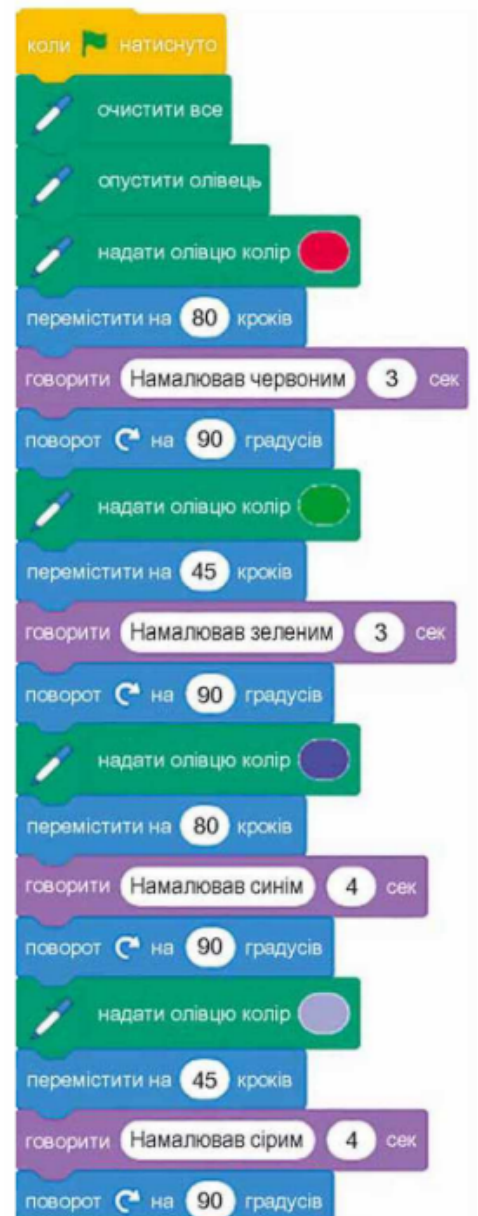 коли натиснуто
очистити все
опустити олівець
надати олівцю колір
перемістити на 80 кроків
говорити Намалював червоним 3 сек
поворот на 90 градусів
надати олівцю колір
перемістити на 45 кроків
говорити Намалював зеленим 3 сек
поворот на 90 градусів
надати олівцю колір
перемістити на 80 кроків
говорити Намалював синім 4 сек
поворот на 90 градусів
надати олівцю колір
перемістити на 45 кроків
говорити Намалював сірим 4 сек
поворот на 90 градусів